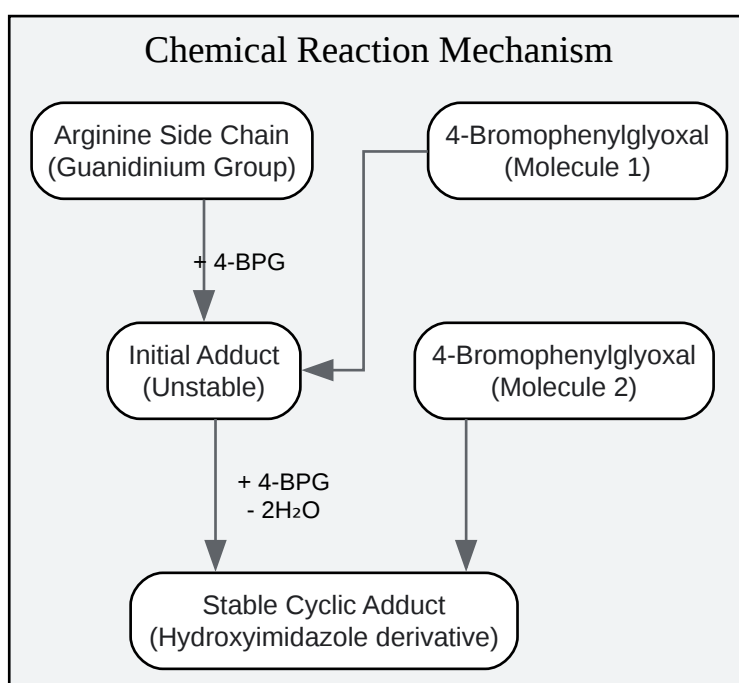 Chemical Reaction Mechanism
Arginine Side Chain
(Guanidinium Group)
4-Bromophenylglyoxal
(Molecule 1)
+ 4-BPG
Initial Adduct
(Unstable)
4-Bromophenylglyoxal
(Molecule 2)
+ 4-BPG
- 2H₂O
Stable Cyclic Adduct
(Hydroxyimidazole derivative)